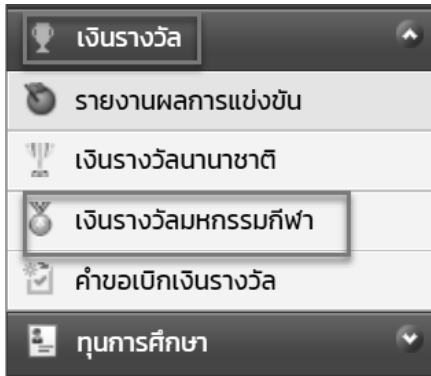 เงินรางวัล
รายงานผลการแข่งขัน
เงินรางวัลนานาชาติ
เงินรางวัลมหกรรมกีฬา
คำขอเบิกเงินรางวัล
ทุนการศึกษา